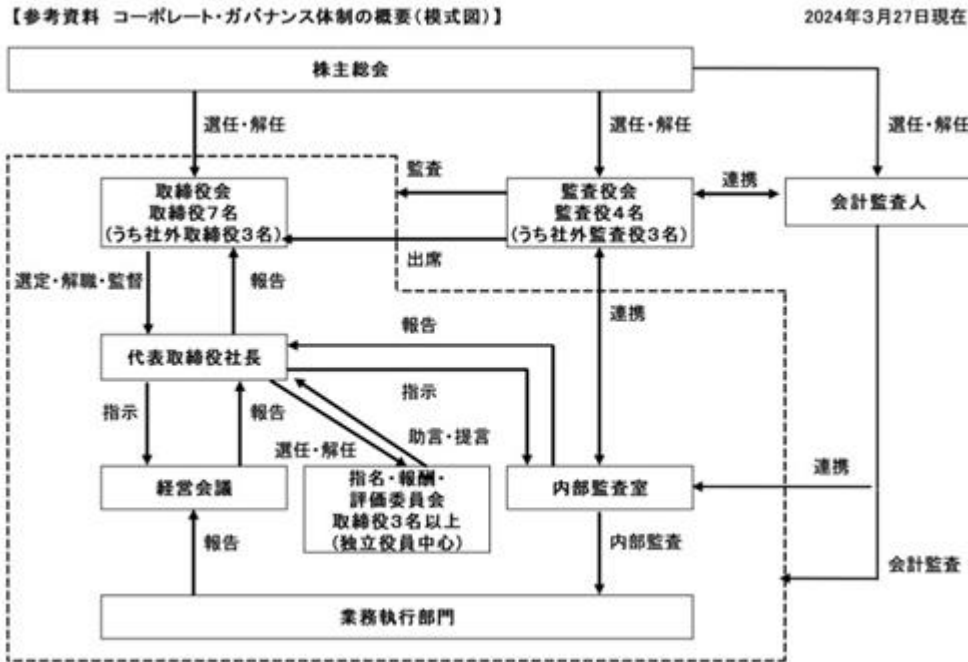 【参考資料 コーポレート・ガバナンス体制の概要(模式図)】
2024年3月27日現在
株主総会
選任・解任
選任・解任
選任・解任
監査
取締役会
取締役7名
(うち社外取締役3名)
監査役会
監査役4名
(うち社外監査役3名)
連携
会計監査人
出席
選定・解職・監督
報告
連携
報告
代表取締役社長
指示
指示
報告
助言・提言
選任・解任
連携
経営会議
指名・報酬・
評価委員会
取締役3名以上
(独立役員中心)
内部監査室
報告
内部監査
会計監査
業務執行部門